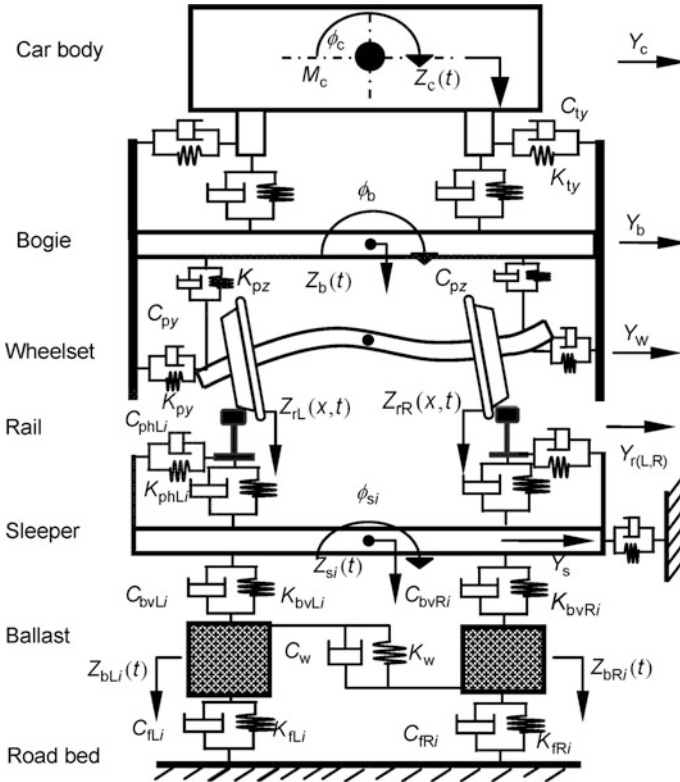 Car body
ϕc
Mc
Zc(t)
Yc
Cty
Kty
ϕb
Bogie
Yb
Kpz
Zb(t)
Cpz
Cpy
Wheelset
Yw
Kpy
ZrL(x,t)
ZrR(x,t)
Rail
CphLi
Yr(L,R)
KphLi
ϕsi
Sleeper
Zsi(t)
Ys
CbvLi
KbvLi
CbvRi
KbvRi
Ballast
Cw
Kw
ZbLi(t)
ZbRi(t)
CfLi
KfLi
CfRi
KfRi
Road bed